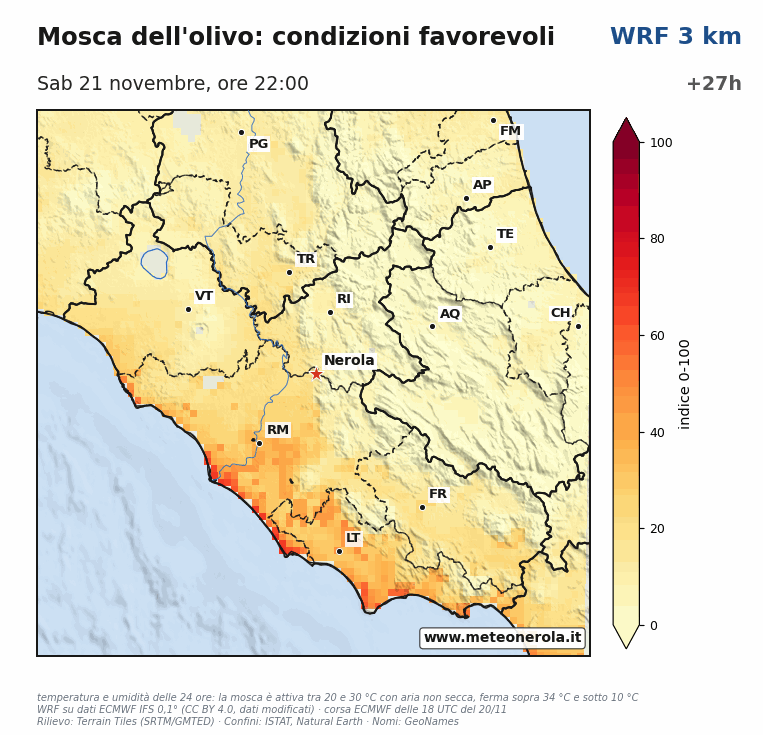 Mosca dell'olivo: condizioni favorevoli
WRF 3 km
Sab 21 novembre, ore 22:00
+27h
FM
PG
AP
TE
TR
VT
RI
AQ
CH
Nerola
RM
FR
LT
www.meteonerola.it
100
80
60
40
20
0
indice 0-100
temperatura e umidità delle 24 ore: la mosca è attiva tra 20 e 30 °C con aria non secca, ferma sopra 34 °C e sotto 10 °C
WRF su dati ECMWF IFS 0,1° (CC BY 4.0, dati modificati) · corsa ECMWF delle 18 UTC del 20/11
Rilievo: Terrain Tiles (SRTM/GMTED) · Confini: ISTAT, Natural Earth · Nomi: GeoNames